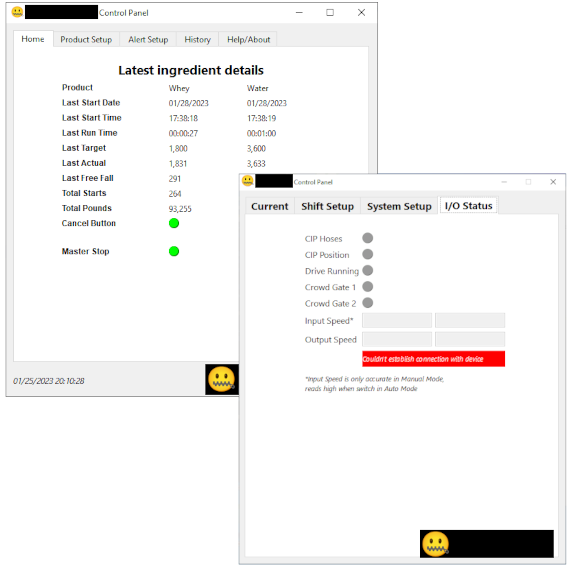 Control Panel
Home Product Setup Alert Setup History Help/About
Latest ingredient details
Product Whey Water
Last Start Date 01/28/2023 01/28/2023
Last Start Time 17:38:18 17:38:19
Last Run Time 00:00:27 00:01:00
Last Target 1,800 3,600
Last Actual 1,831 3,633
Last Free Fall 291
Total Starts 264
Total Pounds 93,255
Cancel Button
Master Stop
01/25/2023 20:10:28
Control Panel
Current Shift Setup System Setup I/O Status
CIP Hoses
CIP Position
Drive Running
Crowd Gate 1
Crowd Gate 2
Input Speed*
Output Speed
Couldn't establish connection with device
*Input Speed is only accurate in Manual Mode,
reads high when switch in Auto Mode